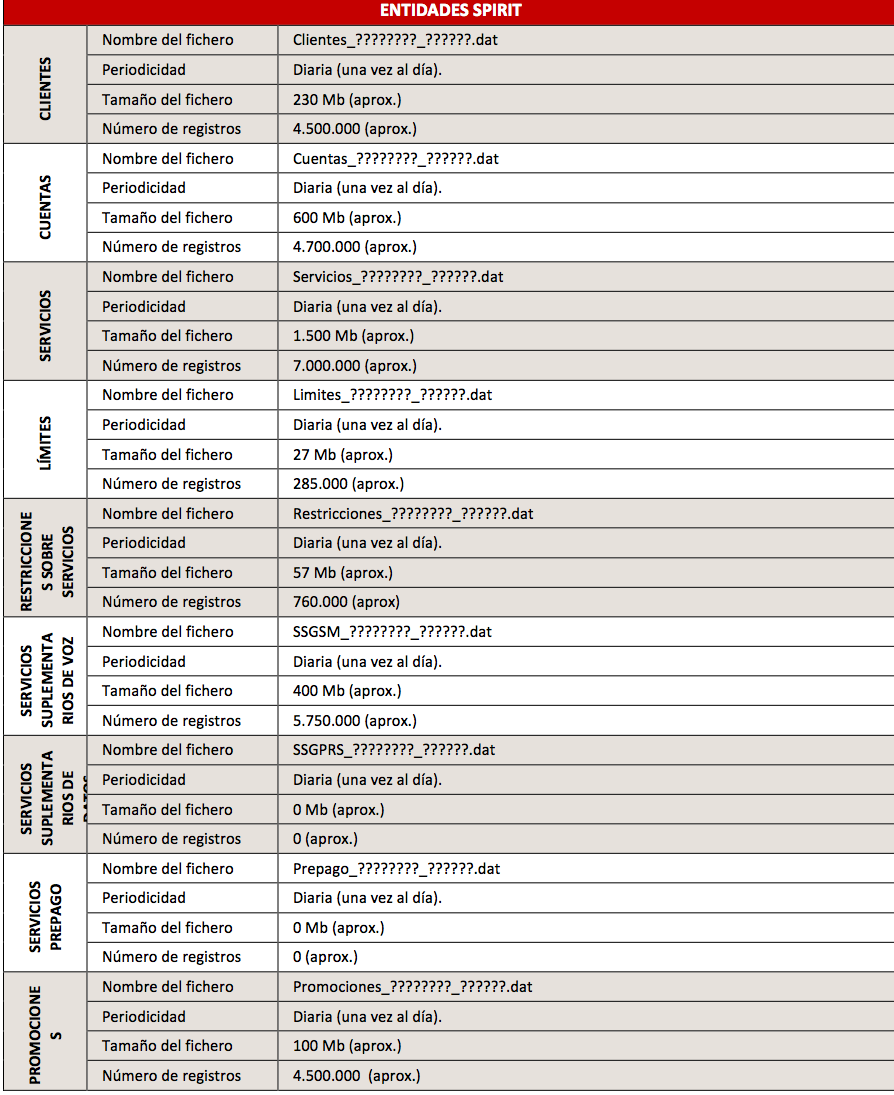 ENTIDADES SPIRIT
CLIENTES
Nombre del fichero Clientes_????????_??????.dat
Periodicidad Diaria (una vez al día).
Tamaño del fichero 230 Mb (aprox.)
Número de registros 4.500.000 (aprox.)
CUENTAS
Nombre del fichero Cuentas_????????_??????.dat
Periodicidad Diaria (una vez al día).
Tamaño del fichero 600 Mb (aprox.)
Número de registros 4.700.000 (aprox.)
SERVICIOS
Nombre del fichero Servicios_????????_??????.dat
Periodicidad Diaria (una vez al día).
Tamaño del fichero 1.500 Mb (aprox.)
Número de registros 7.000.000 (aprox.)
LÍMITES
Nombre del fichero Limites_????????_??????.dat
Periodicidad Diaria (una vez al día).
Tamaño del fichero 27 Mb (aprox.)
Número de registros 285.000 (aprox.)
RESTRICCIONE
S SOBRE
SERVICIOS
Nombre del fichero Restricciones_????????_??????.dat
Periodicidad Diaria (una vez al día).
Tamaño del fichero 57 Mb (aprox.)
Número de registros 760.000 (aprox)
SERVICIOS
SUPLEMENTA
RIOS DE VOZ
Nombre del fichero SSGSM_????????_??????.dat
Periodicidad Diaria (una vez al día).
Tamaño del fichero 400 Mb (aprox.)
Número de registros 5.750.000 (aprox.)
SERVICIOS
SUPLEMENTA
RIOS DE
DATOS
Nombre del fichero SSGPRS_????????_??????.dat
Periodicidad Diaria (una vez al día).
Tamaño del fichero 0 Mb (aprox.)
Número de registros 0 (aprox.)
SERVICIOS
PREPAGO
Nombre del fichero Prepago_????????_??????.dat
Periodicidad Diaria (una vez al día).
Tamaño del fichero 0 Mb (aprox.)
Número de registros 0 (aprox.)
PROMOCIONE
S
Nombre del fichero Promociones_????????_??????.dat
Periodicidad Diaria (una vez al día).
Tamaño del fichero 100 Mb (aprox.)
Número de registros 4.500.000 (aprox.)